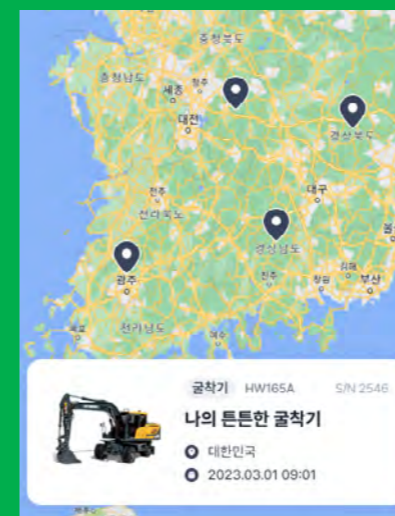 충청북도
충청남도
세종
청주
대전
경상북도
전주
대구
전라북도
경상남도
광주
진주
창원
김해
부산
전라남도
여수
굴착기 HW165A S/N 2546
나의 튼튼한 굴착기
대한민국
2023.03.01 09:01